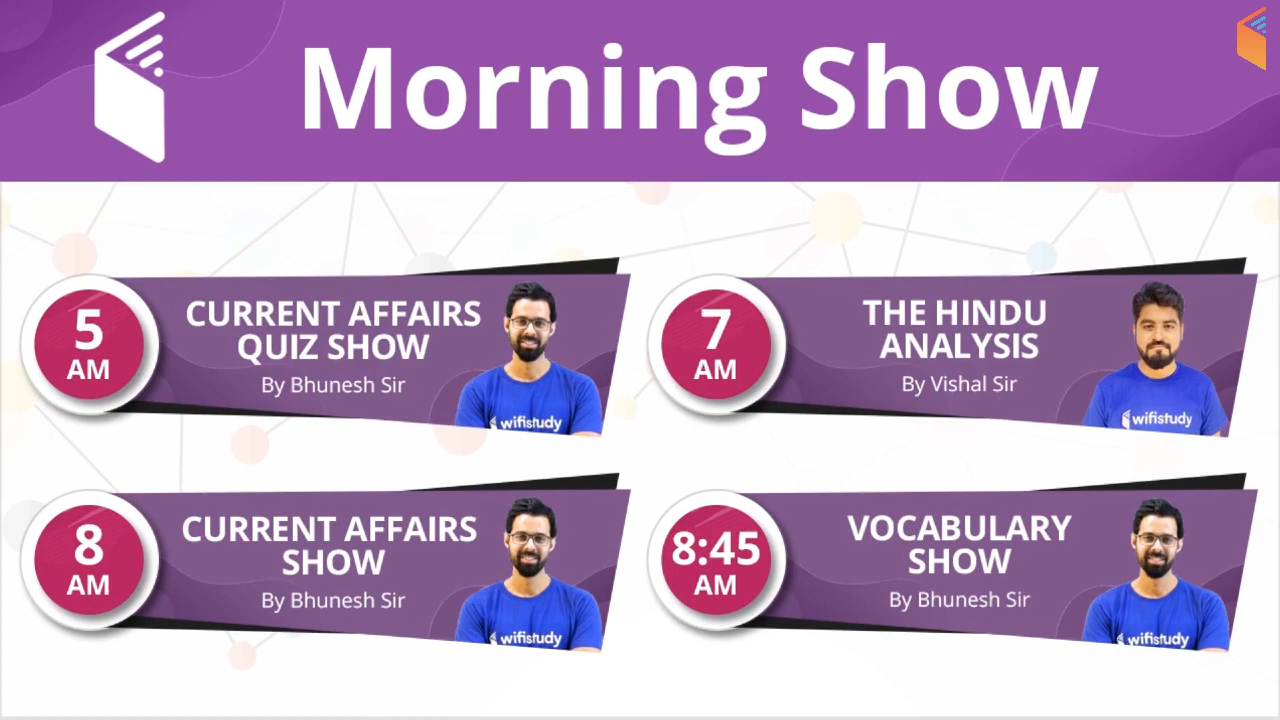 Morning Show
5
AM
CURRENT AFFAIRS
QUIZ SHOW
By Bhunesh Sir
wifistudy
7
AM
THE HINDU
ANALYSIS
By Vishal Sir
wifistudy
8
AM
CURRENT AFFAIRS
SHOW
By Bhunesh Sir
wifistudy
8:45
AM
VOCABULARY
SHOW
By Bhunesh Sir
wifistudy